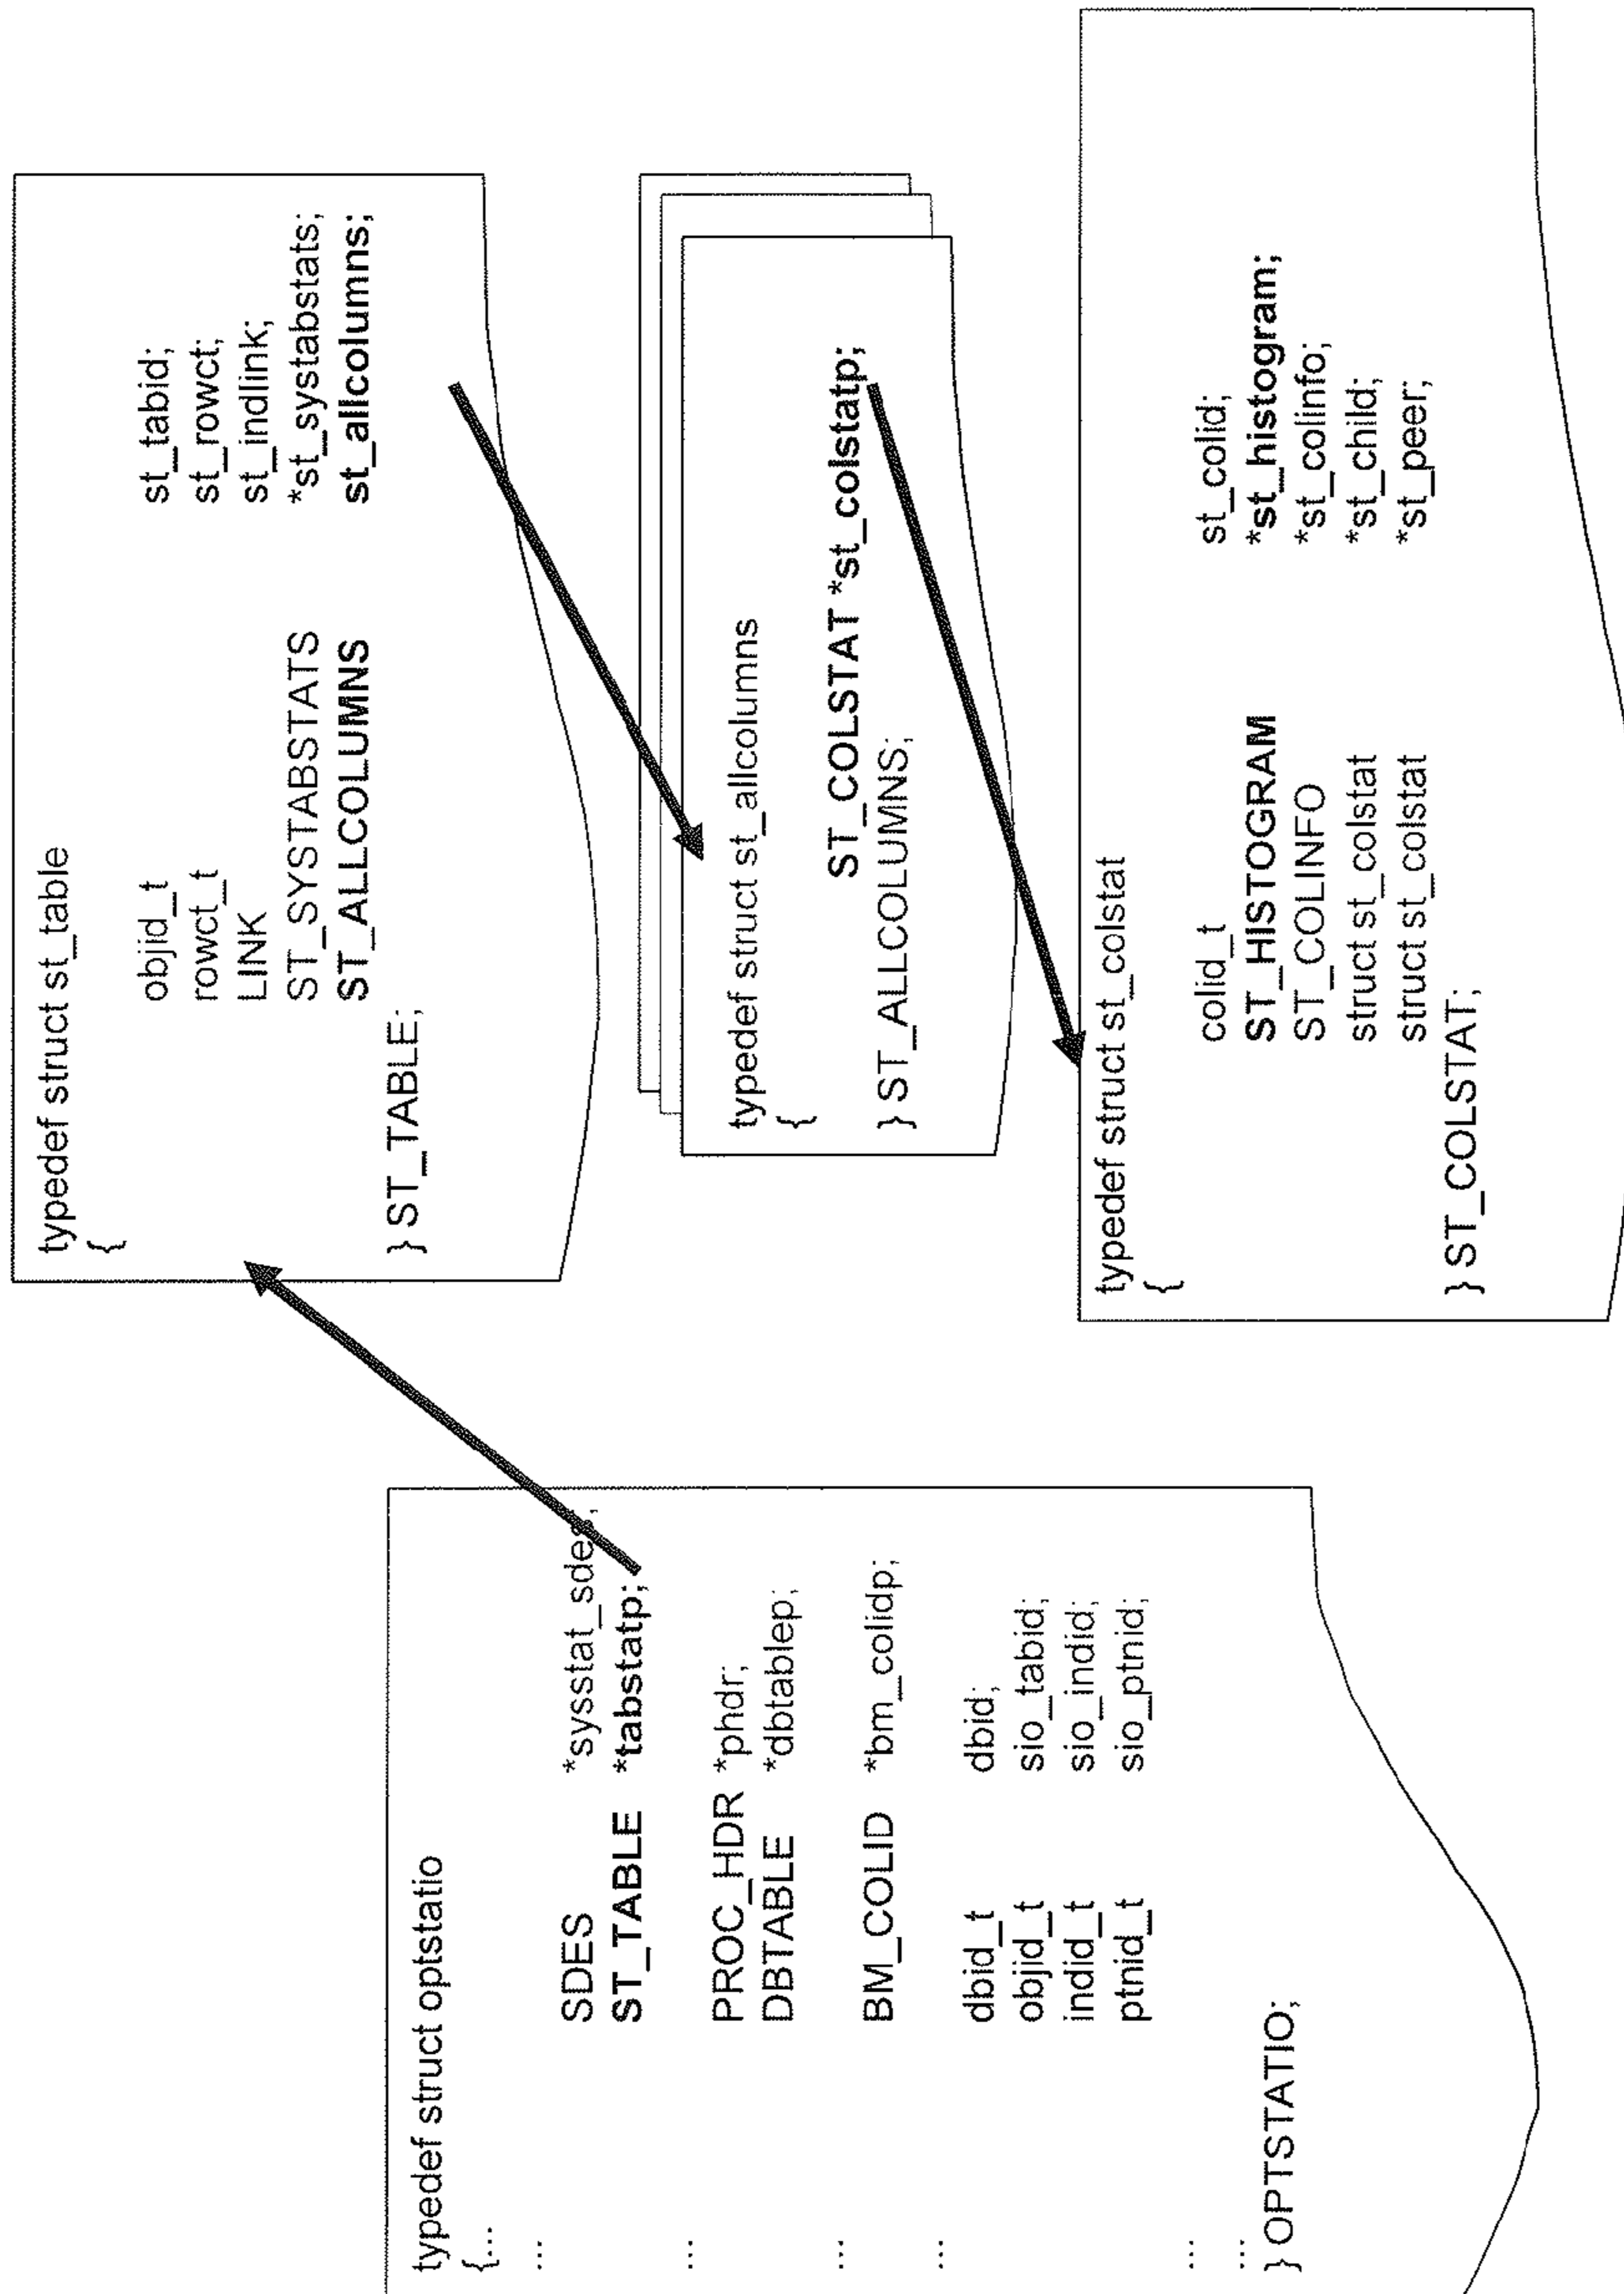 typedef struct optstatio
{...
... SDES *sysstat_sdes;
ST_TABLE *tabstatp;
... PROC_HDR *phdr;
DBTABLE *dbtablep;
...
BM_COLID *bm_colidp;
...
dbid_t dbid;
objid_t sio_tabid;
indid_t sio_indid;
ptnid_t sio_ptnid;
...
...
} OPTSTATIO;
typedef struct st_table
{
objid_t st_tabid;
rowct_t st_rowct;
LINK st_indlink;
ST_SYSTABSTATS *st_systabstats;
ST_ALLCOLUMNS st_allcolumns;
} ST_TABLE;
typedef struct st_allcolumns
{
ST_COLSTAT *st_colstatp;
} ST_ALLCOLUMNS;
typedef struct st_colstat
{
colid_t st_colid;
ST_HISTOGRAM *st_histogram;
ST_COLINFO *st_colinfo;
struct st_colstat *st_child;
struct st_colstat *st_peer;
} ST_COLSTAT;